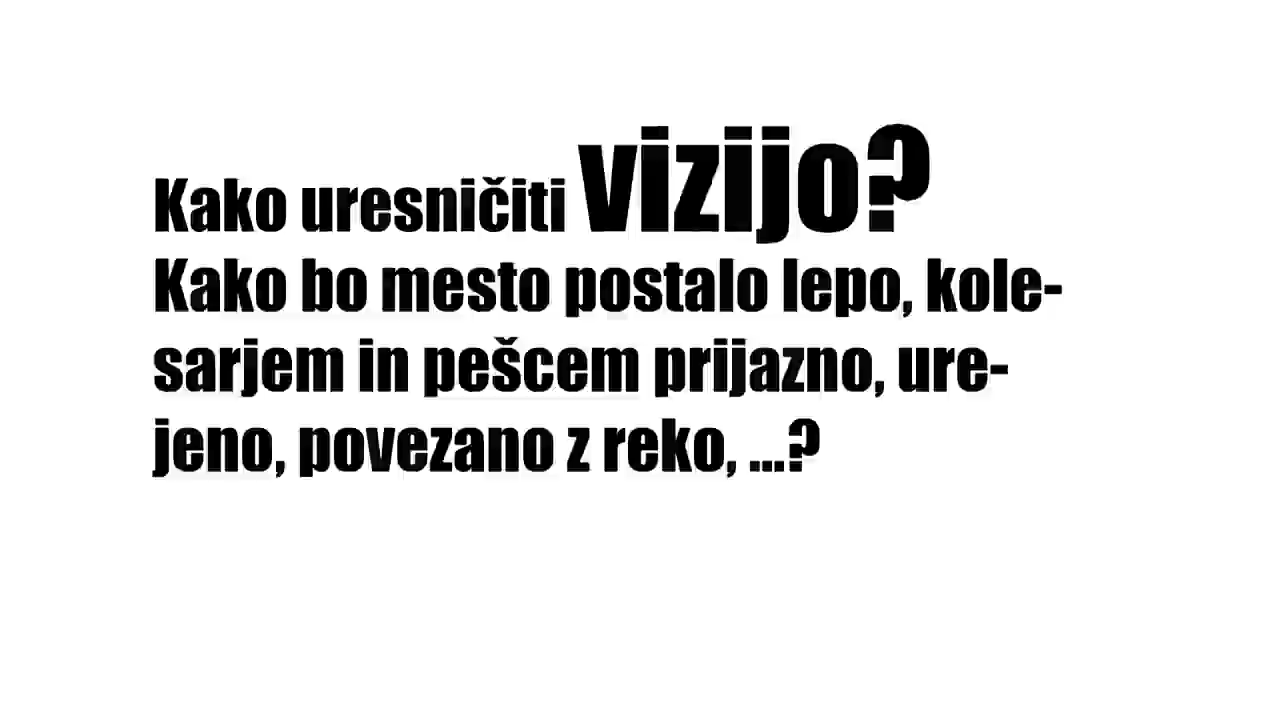 Kako uresničiti vizijo?
Kako bo mesto postalo lepo, kole-
sarjem in pešcem prijazno, ure-
jeno, povezano z reko, ...?